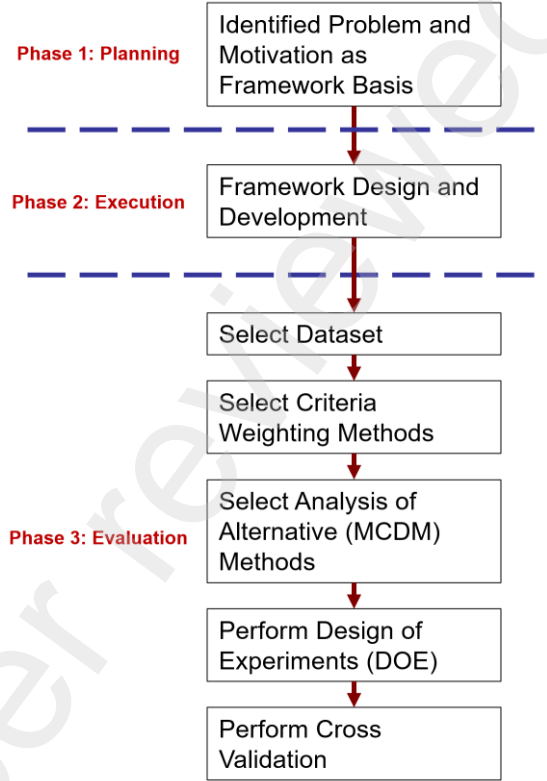 Identified Problem and
Phase 1: Planning
Motivation as
Framework Basis
Framework Design and
Phase 2: Execution
Development
Select Dataset
Select Criteria
Weighting Methods
Select Analysis of
Phase 3: Evaluation
Alternative (MCDM)
Methods
Perform Design of
Experiments (DOE)
Perform Cross
Validation
er reviewed